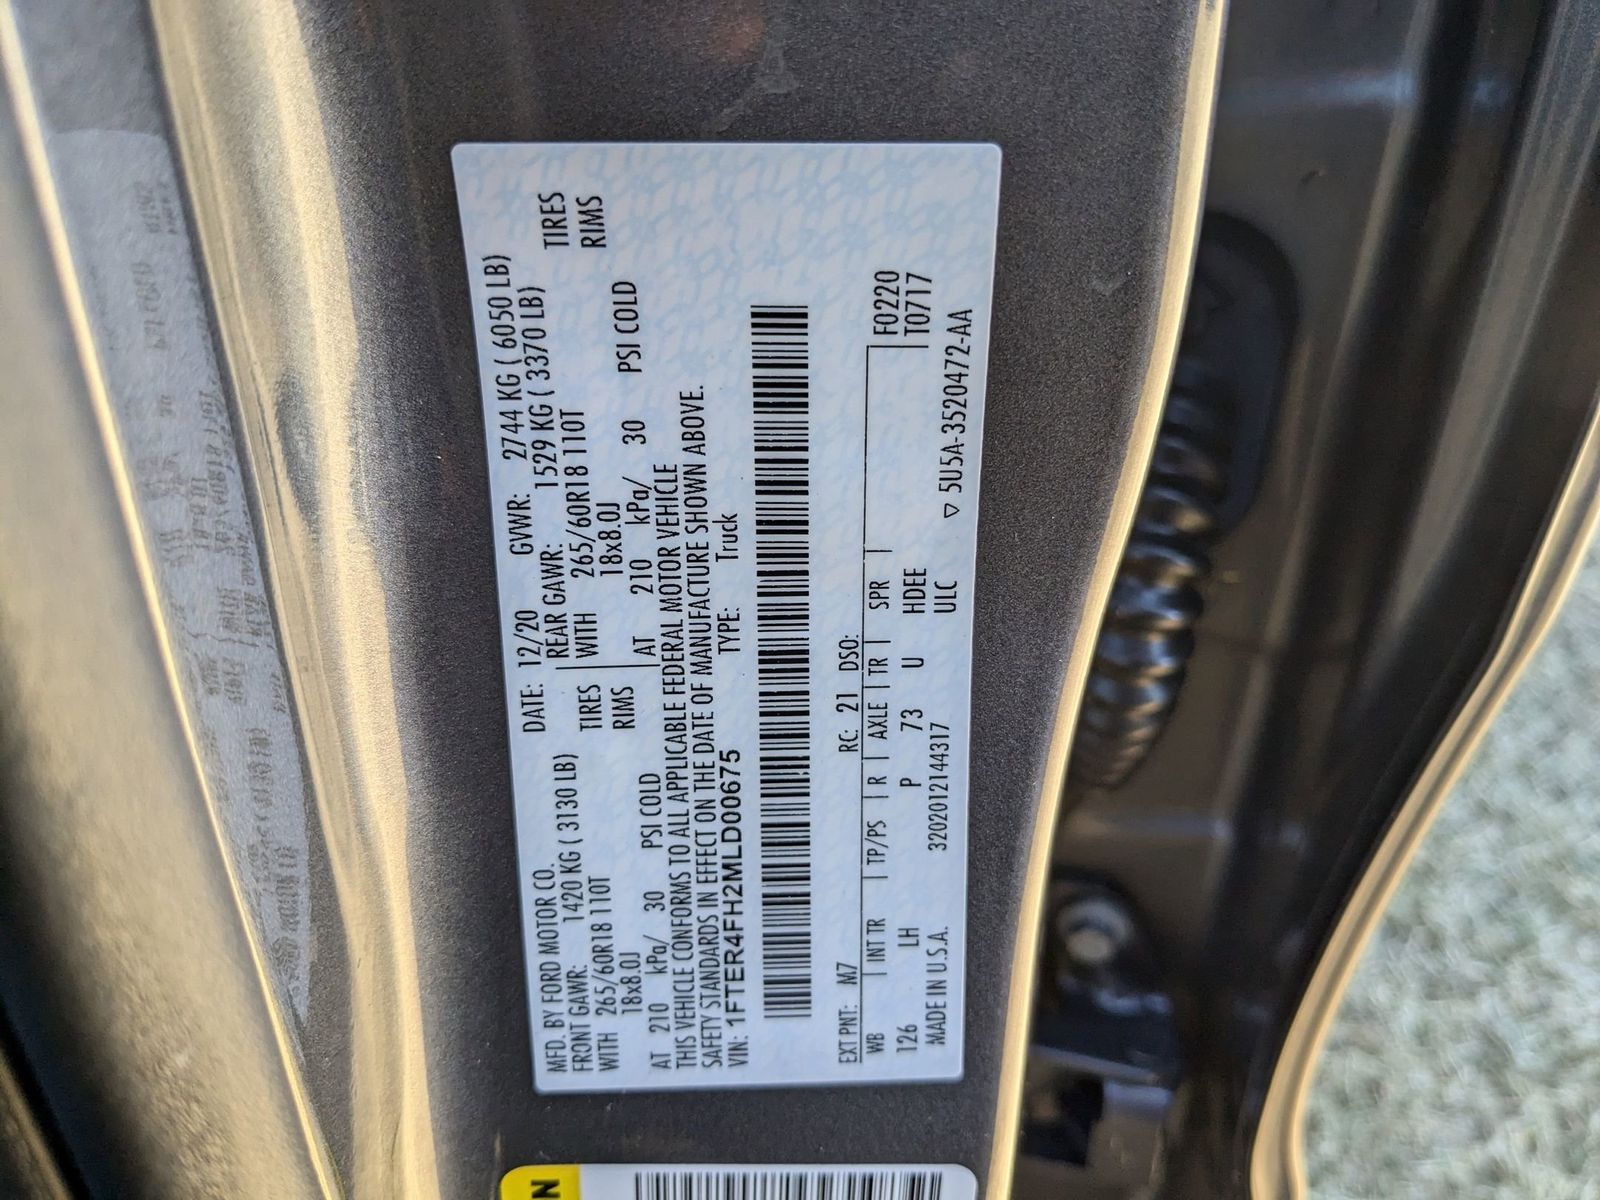 MFD. BY FORD MOTOR CO. DATE: 12/20 GVWR: 2744 KG ( 6050 LB)
FRONT GAWR: 1420 KG ( 3130 LB) REAR GAWR: 1529 KG ( 3370 LB)
WITH 265/60R18 110T TIRES WITH 265/60R18 110T TIRES
18x8.0J RIMS 18x8.0J RIMS
AT 210 kPa/ 30 PSI COLD AT 210 kPa/ 30 PSI COLD
THIS VEHICLE CONFORMS TO ALL APPLICABLE FEDERAL MOTOR VEHICLE
SAFETY STANDARDS IN EFFECT ON THE DATE OF MANUFACTURE SHOWN ABOVE.
VIN: 1FTER4FH2MLD00675 TYPE: Truck
EXT PNT: M7 RC: 21 DSO:
WB INT TR TP/PS R AXLE TR SPR F0220
126 LH P 73 U HDEE T0717
MADE IN U.S.A. 3202012144317 ULC
▽ 5U5A-3520472-AA
N